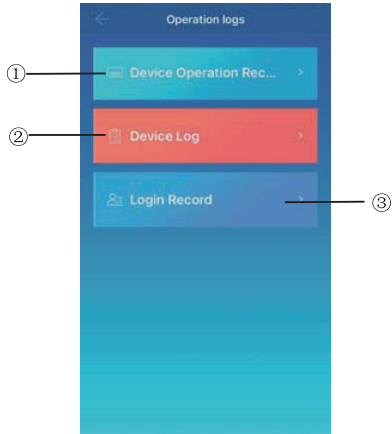 Operation logs
① Device Operation Rec...
② Device Log
Login Record ③